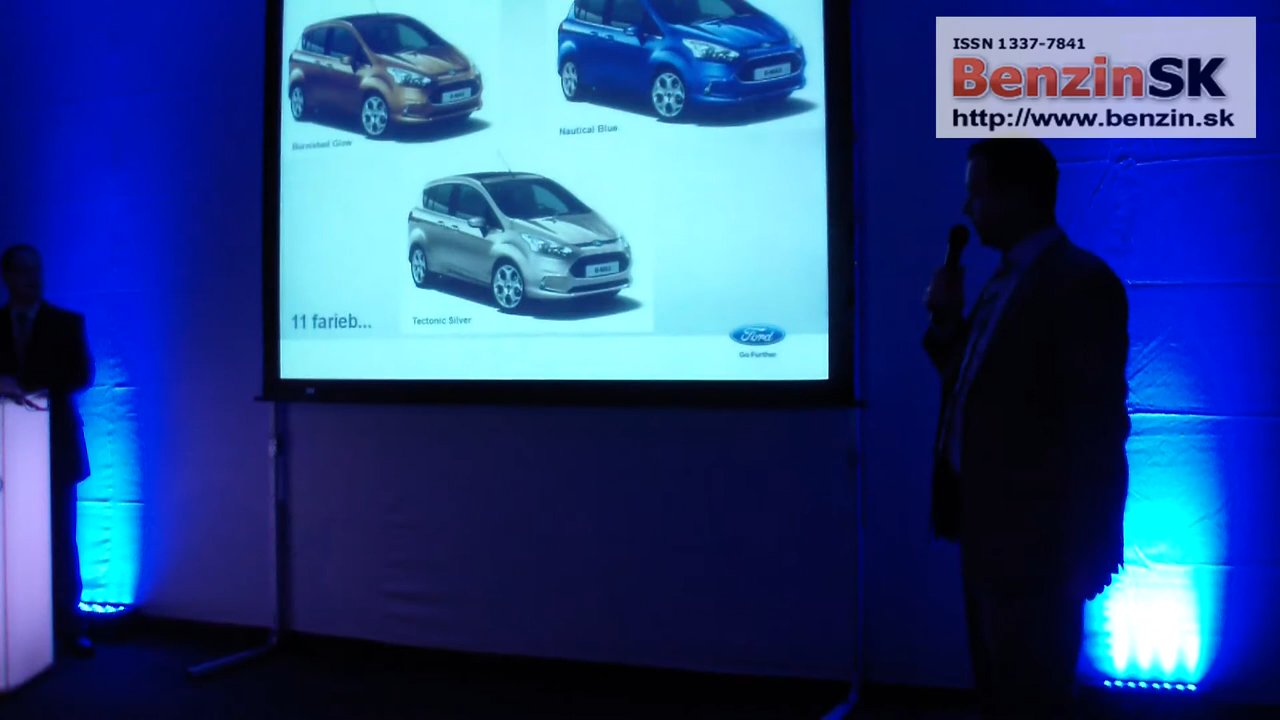 ISSN 1337-7841
BenzinSK
http://www.benzin.sk
Burnished Glow
Nautical Blue
B-MAX
Tectonic Silver
11 farieb...
Ford
Go Further